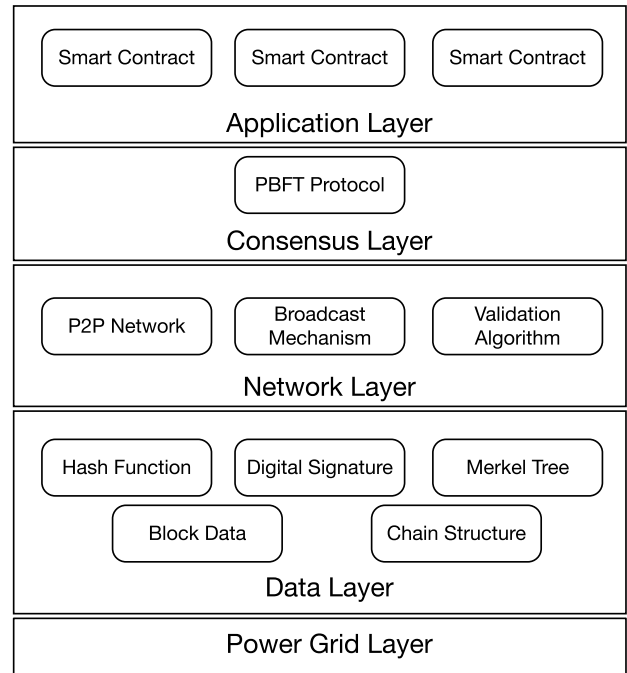 Smart Contract
Smart Contract
Smart Contract
Application Layer
PBFT Protocol
Consensus Layer
P2P Network
Broadcast
Mechanism
Validation
Algorithm
Network Layer
Hash Function
Digital Signature
Merkel Tree
Block Data
Chain Structure
Data Layer
Power Grid Layer